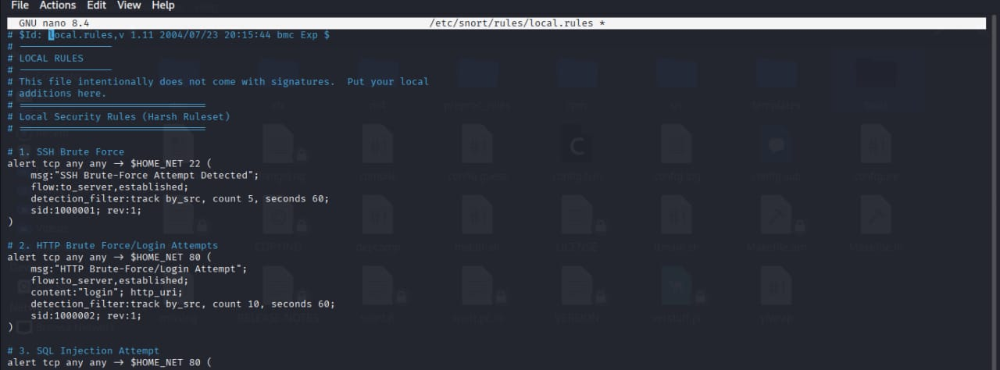 File Actions Edit View Help
GNU nano 8.4 /etc/snort/rules/local.rules *
# $Id: local.rules,v 1.11 2004/07/23 20:15:44 bmc Exp $
# ----------------
# LOCAL RULES
# ----------------
# This file intentionally does not come with signatures.  Put your local
# additions here.
# ================================
# Local Security Rules (Harsh Ruleset)
# ================================

# 1. SSH Brute Force
alert tcp any any -> $HOME_NET 22 (
    msg:"SSH Brute-Force Attempt Detected";
    flow:to_server,established;
    detection_filter:track by_src, count 5, seconds 60;
    sid:1000001; rev:1;
)

# 2. HTTP Brute Force/Login Attempts
alert tcp any any -> $HOME_NET 80 (
    msg:"HTTP Brute-Force/Login Attempt";
    flow:to_server,established;
    content:"login"; http_uri;
    detection_filter:track by_src, count 10, seconds 60;
    sid:1000002; rev:1;
)

# 3. SQL Injection Attempt
alert tcp any any -> $HOME_NET 80 (